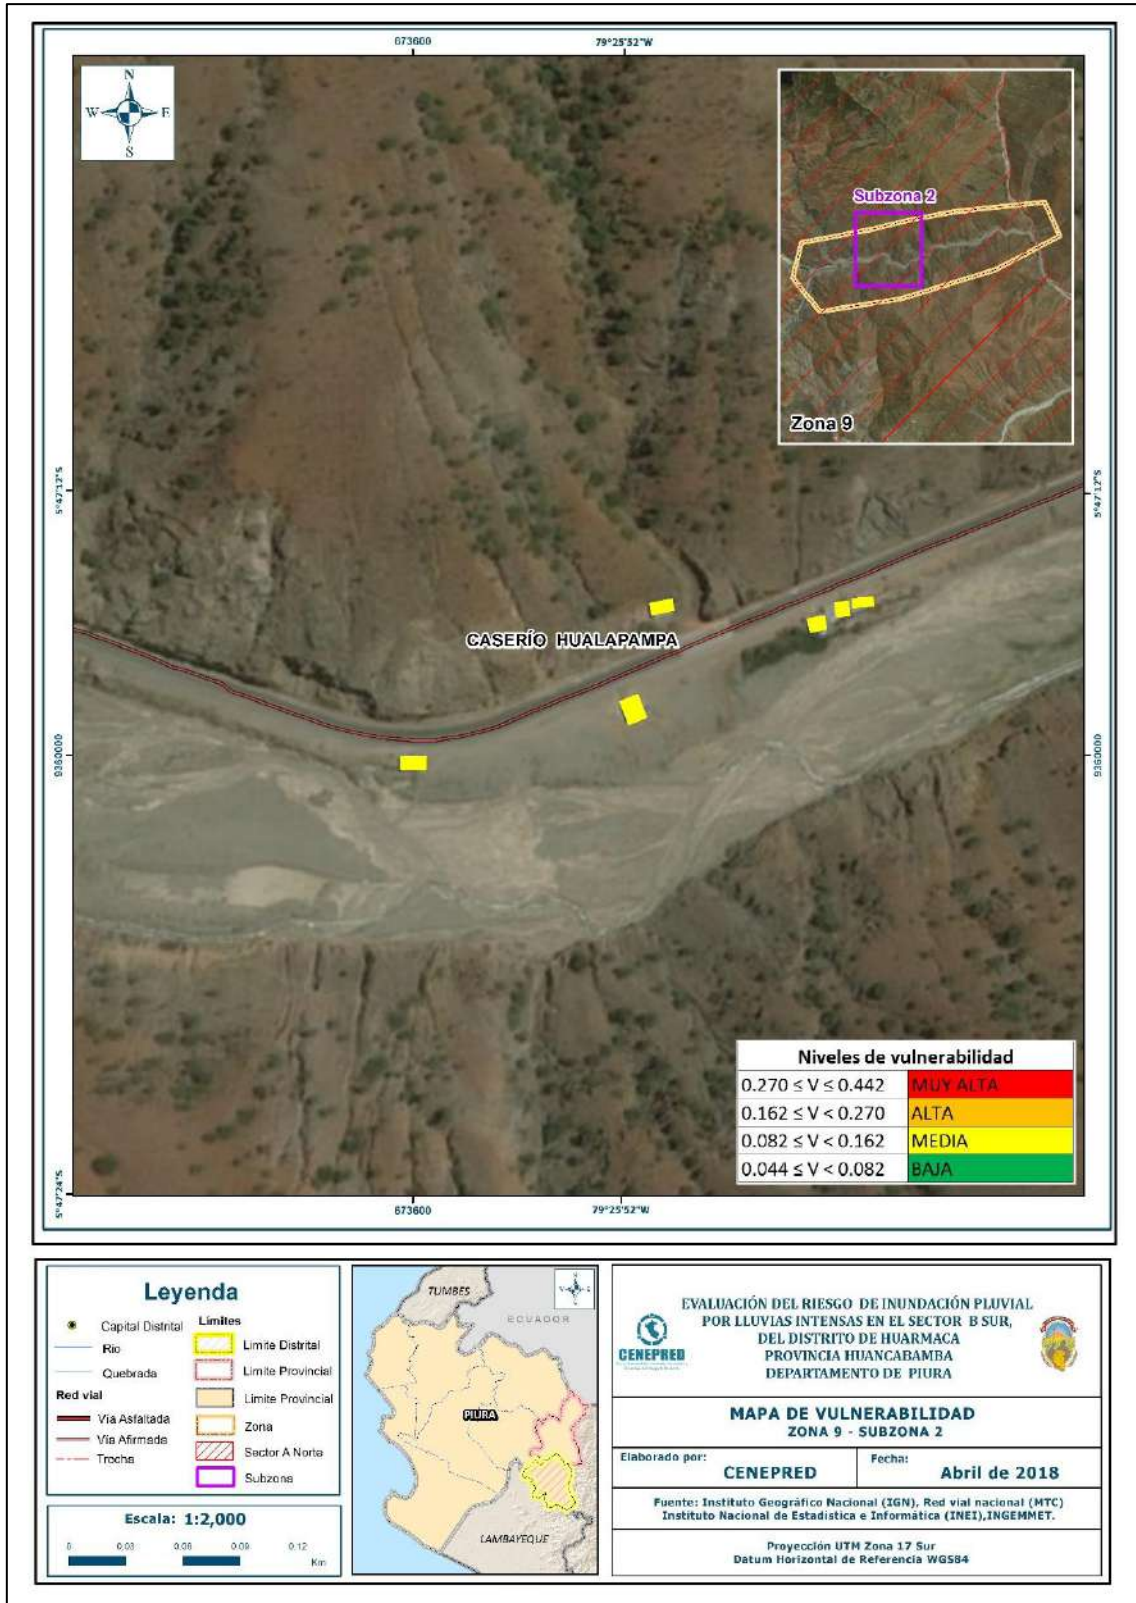 673600
79°25'52"W
N
W E
S
Subzona 2
Zona 9
5°47'12"S
5°47'12"S
CASERÍO HUALAPAMPA
9360000
9360000
Niveles de vulnerabilidad
0.270 ≤ V ≤ 0.442 MUY ALTA
0.162 ≤ V < 0.270 ALTA
0.082 ≤ V < 0.162 MEDIA
0.044 ≤ V < 0.082 BAJA
5°47'24"S
673600
79°25'52"W
Leyenda
Capital Distrital
Rio
Quebrada
Red vial
Vía Asfaltada
Vía Afirmada
Trocha
Límites
Limite Distrital
Limite Provincial
Limite Provincial
Zona
Sector A Norta
Subzona
Escala: 1:2,000
0 0.03 0.06 0.09 0.12
Km
TUMBES
ECUADOR
PIURA
LAMBAYEQUE
CENEPRED
EVALUACIÓN DEL RIESGO DE INUNDACIÓN PLUVIAL
POR LLUVIAS INTENSAS EN EL SECTOR B SUR,
DEL DISTRITO DE HUARMACA
PROVINCIA HUANCABAMBA
DEPARTAMENTO DE PIURA
MAPA DE VULNERABILIDAD
ZONA 9 - SUBZONA 2
Elaborado por:
CENEPRED
Fecha:
Abril de 2018
Fuente: Instituto Geográfico Nacional (IGN), Red vial nacional (MTC)
Instituto Nacional de Estadistica e Informática (INEI),INGEMMET.
Proyección UTM Zona 17 Sur
Datum Horizontal de Referencia WGS84